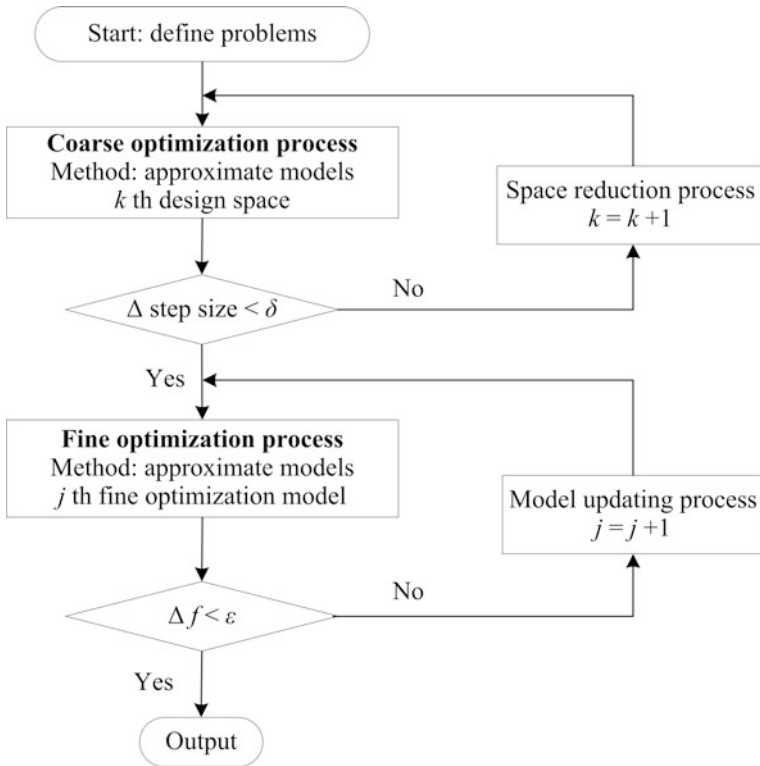 Start: define problems
Coarse optimization process
Method: approximate models
k th design space
Space reduction process
k = k +1
Δ step size < δ
No
Yes
Fine optimization process
Method: approximate models
j th fine optimization model
Model updating process
j = j +1
Δ f < ε
No
Yes
Output